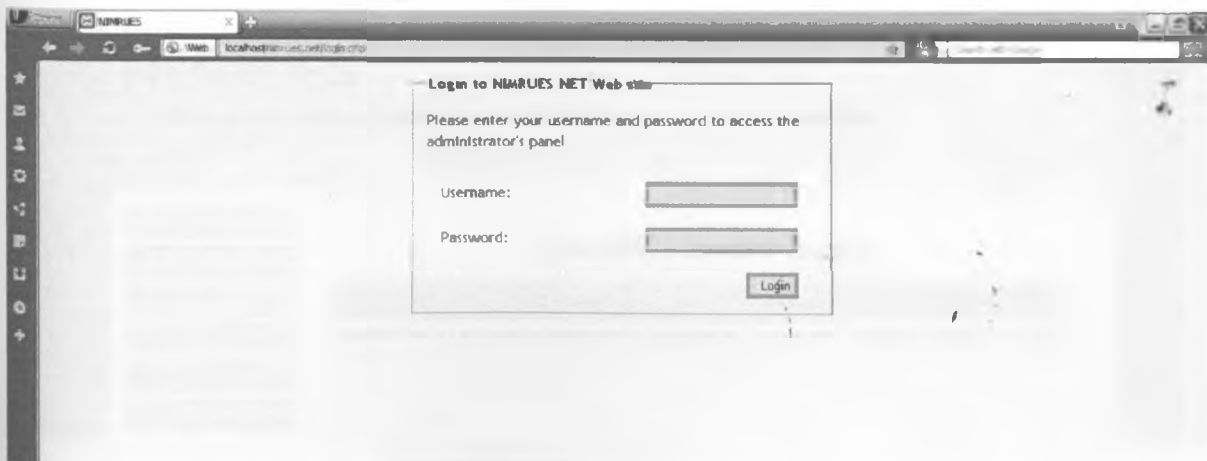 NIMRUES
Web
Login to NIMRUES NET Web site
Please enter your username and password to access the
administrator's panel
Username:
Password:
Login